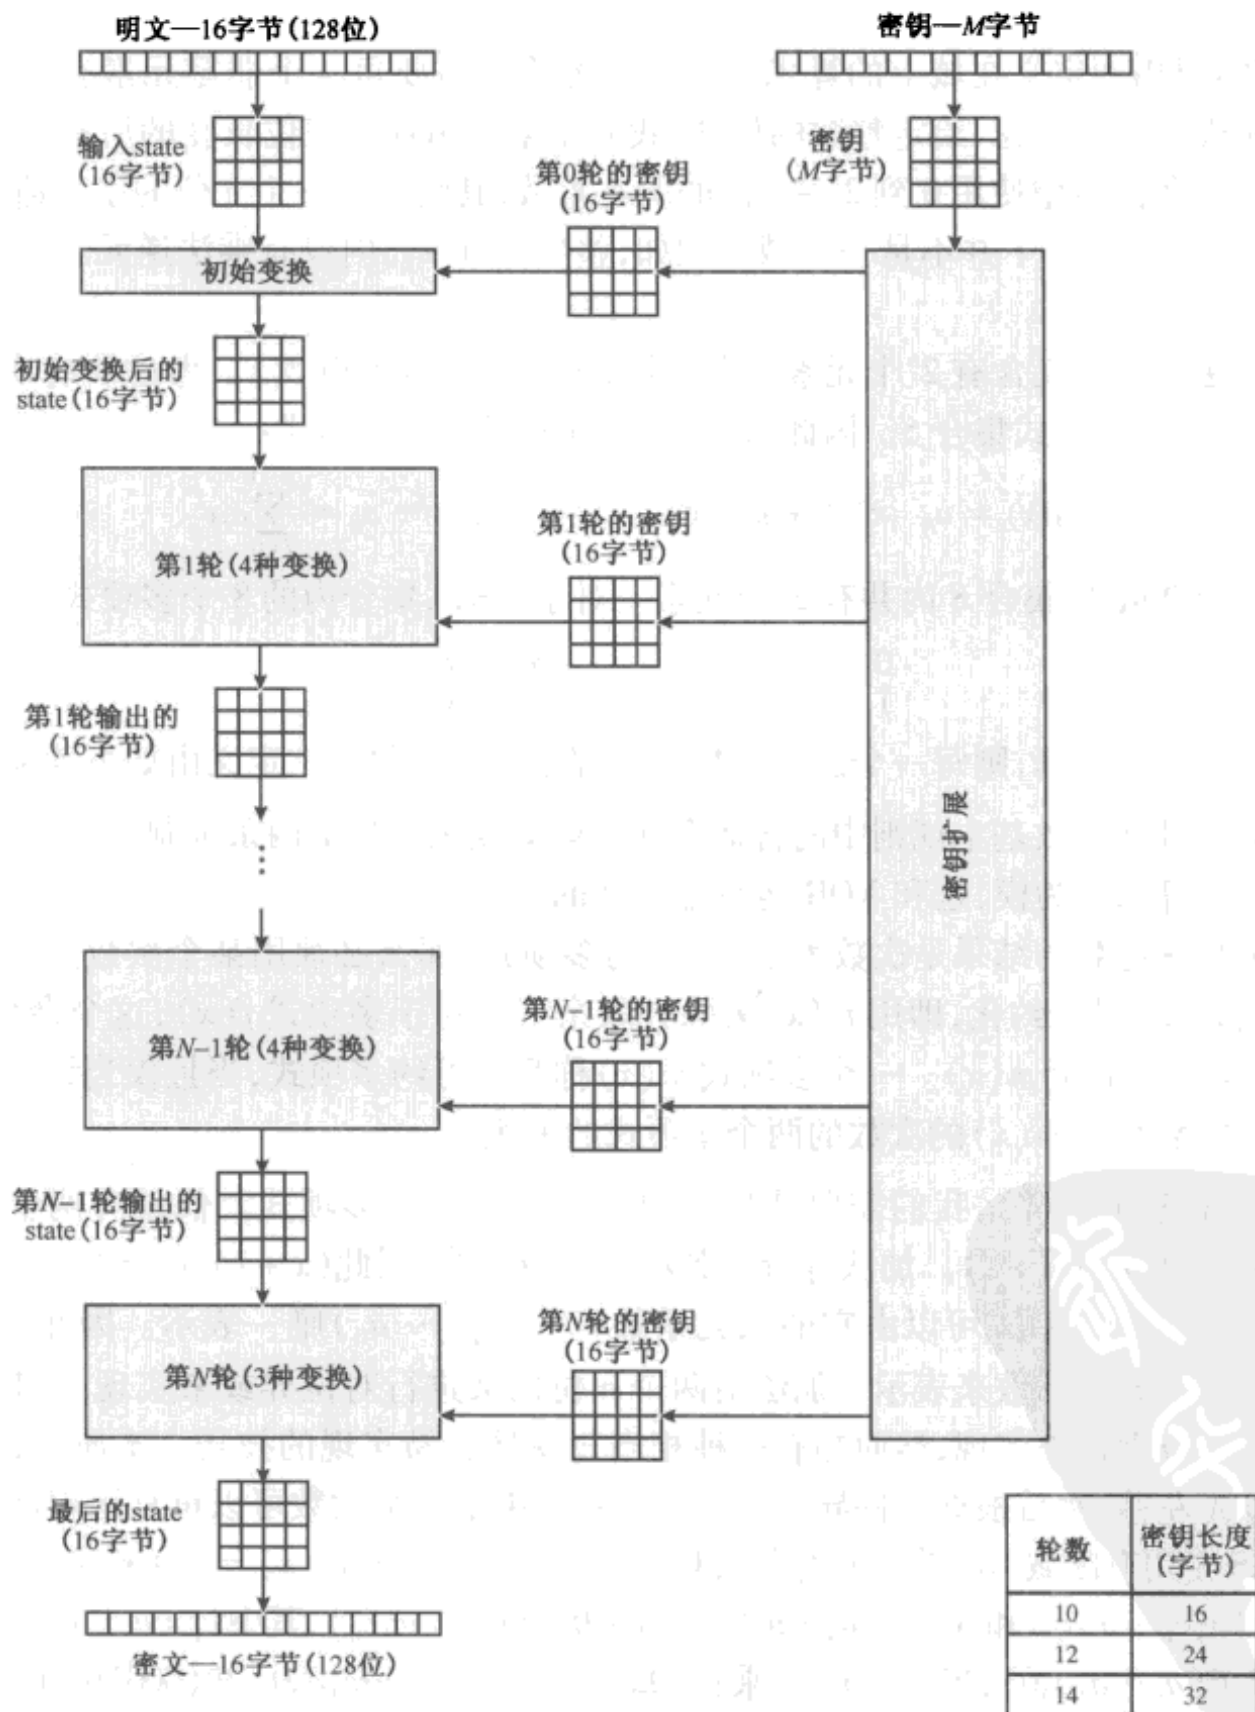 明文—16字节(128位)
密钥—M字节
输入state
(16字节)
密钥
(M字节)
第0轮的密钥
(16字节)
初始变换
初始变换后的
state(16字节)
第1轮(4种变换)
第1轮的密钥
(16字节)
第1轮输出的
(16字节)
密钥扩展
⋮
第N–1轮(4种变换)
第N–1轮的密钥
(16字节)
第N–1轮输出的
state(16字节)
第N轮(3种变换)
第N轮的密钥
(16字节)
最后的state
(16字节)
密文—16字节(128位)
轮数 密钥长度
(字节)
10 16
12 24
14 32